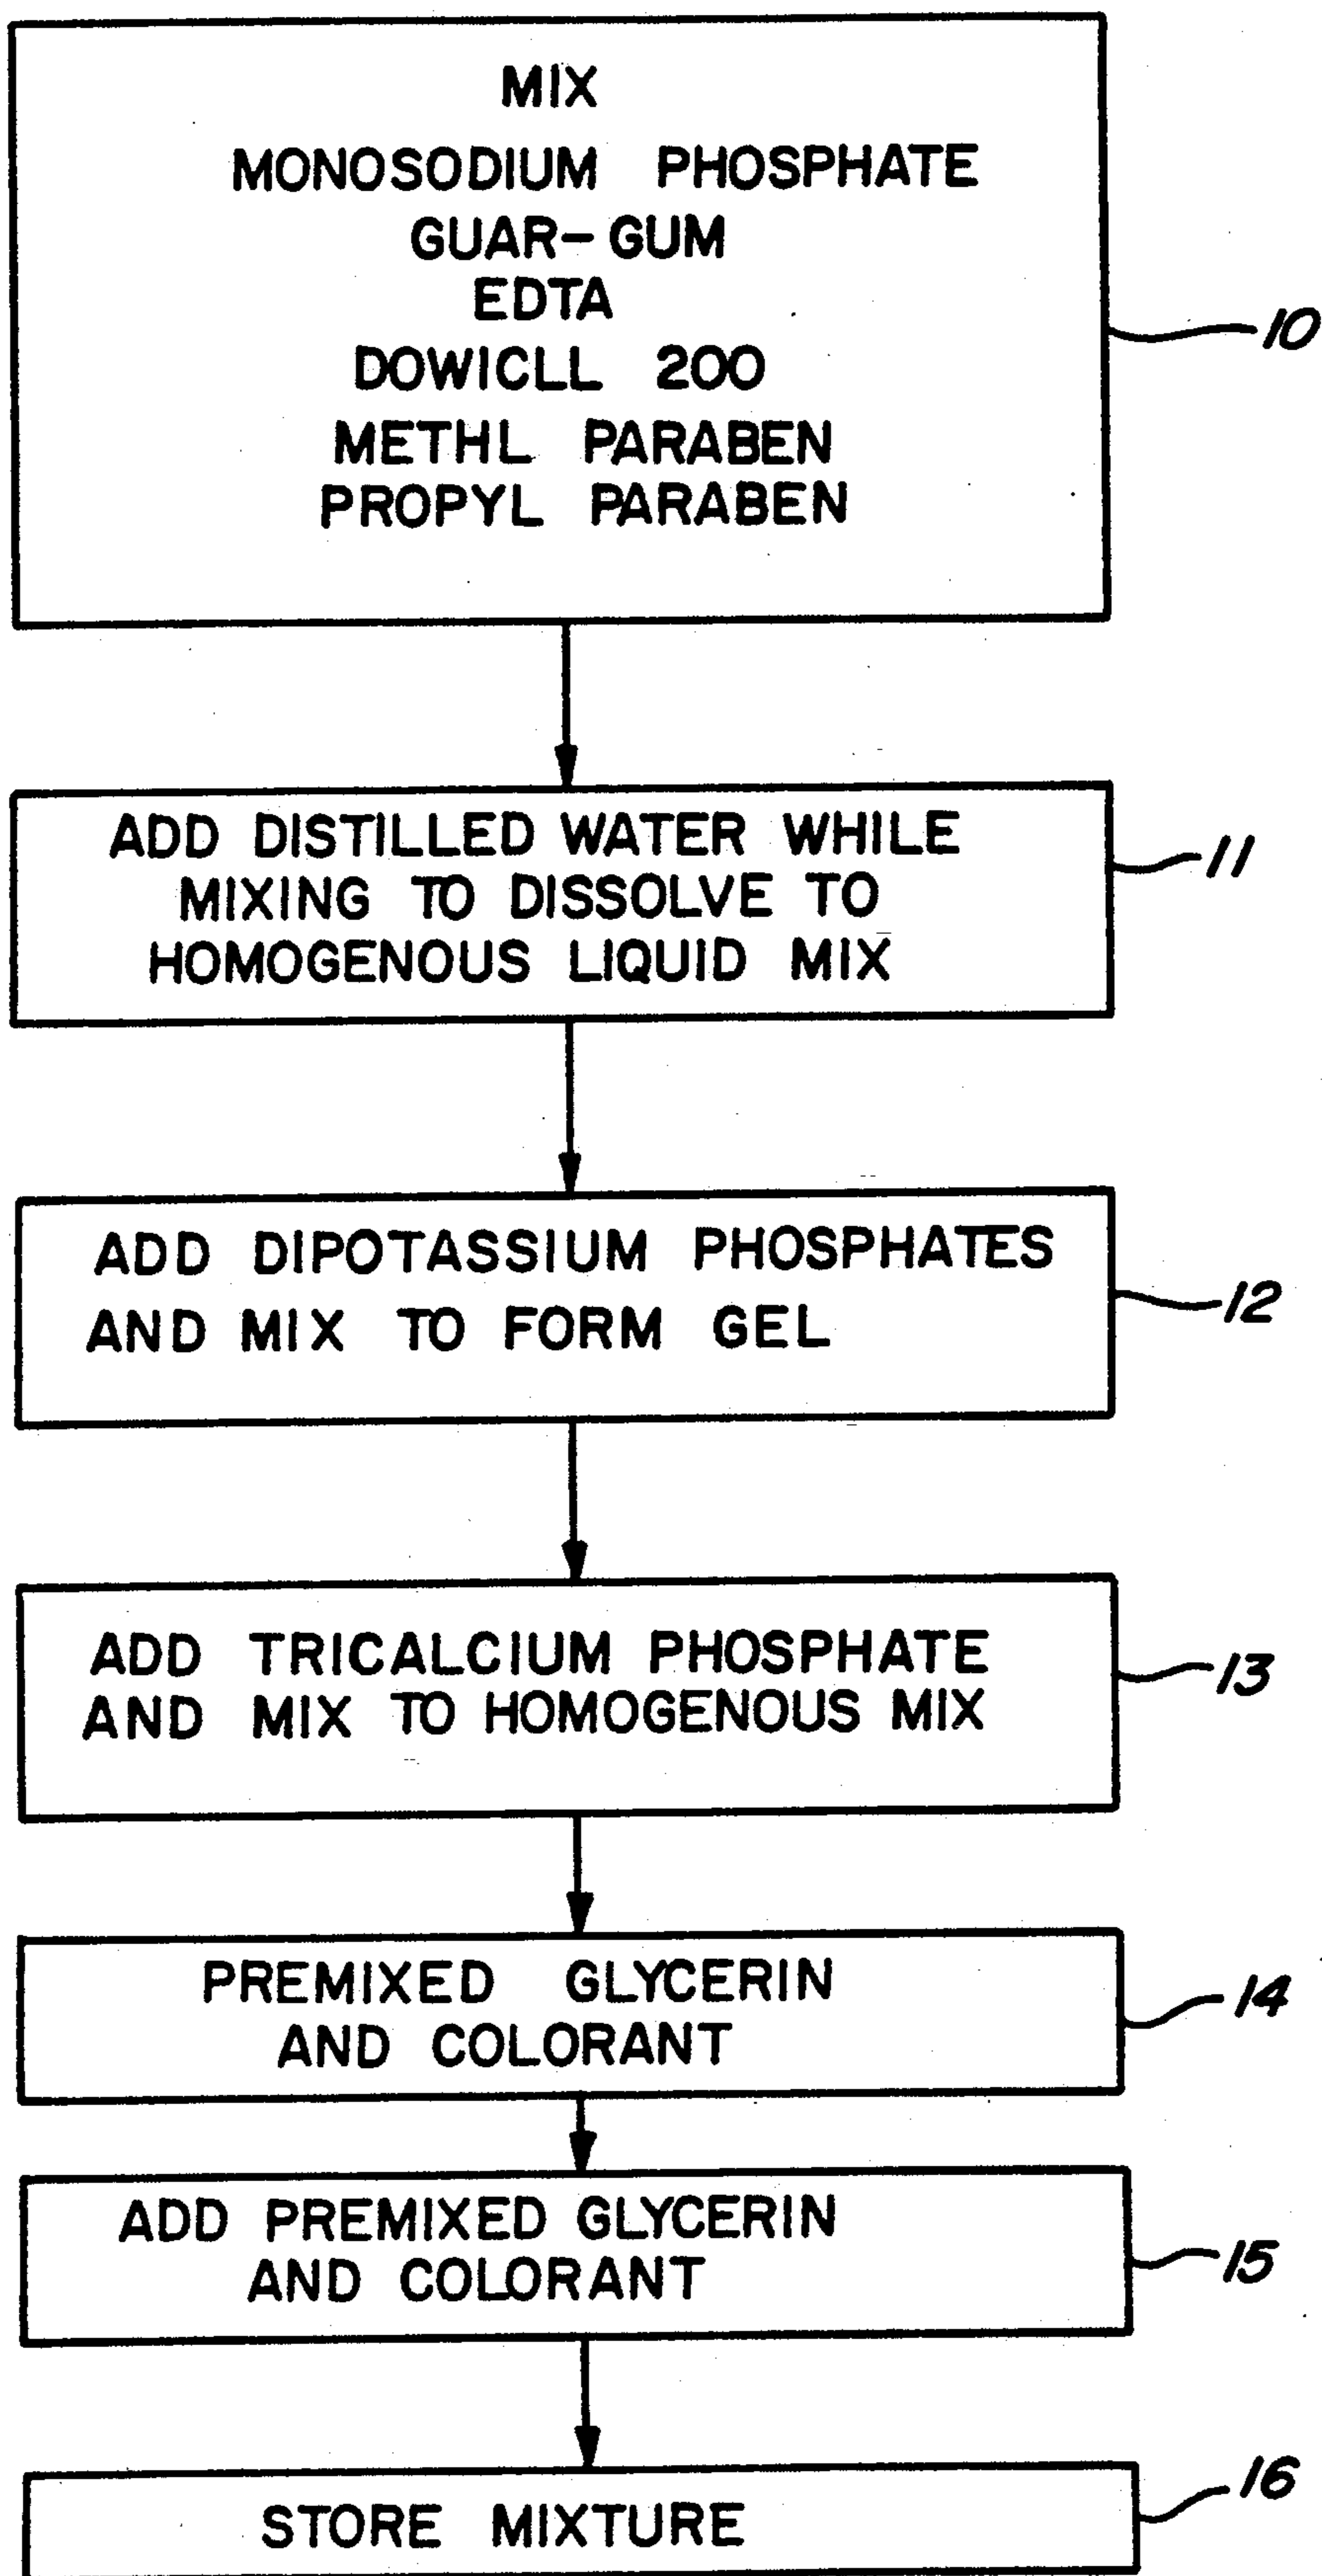 MIX
MONOSODIUM PHOSPHATE
GUAR-GUM
EDTA
DOWICLL 200
METHL PARABEN
PROPYL PARABEN
10
ADD DISTILLED WATER WHILE
MIXING TO DISSOLVE TO
HOMOGENOUS LIQUID MIX
11
ADD DIPOTASSIUM PHOSPHATES
AND MIX TO FORM GEL
12
ADD TRICALCIUM PHOSPHATE
AND MIX TO HOMOGENOUS MIX
13
PREMIXED GLYCERIN
AND COLORANT
14
ADD PREMIXED GLYCERIN
AND COLORANT
15
STORE MIXTURE
16